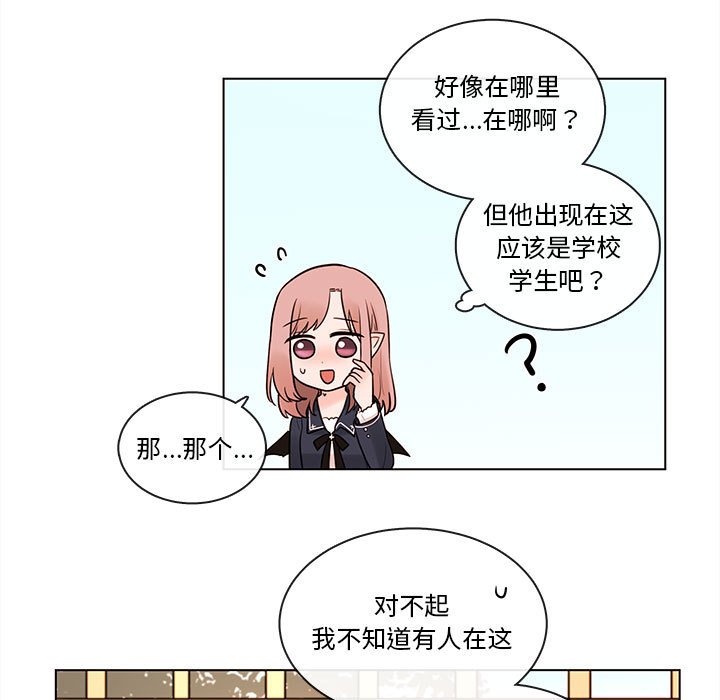 好像在哪里
看过...在哪啊？
但他出现在这
应该是学校
学生吧？
?
那...那个...
对不起
我不知道有人在这